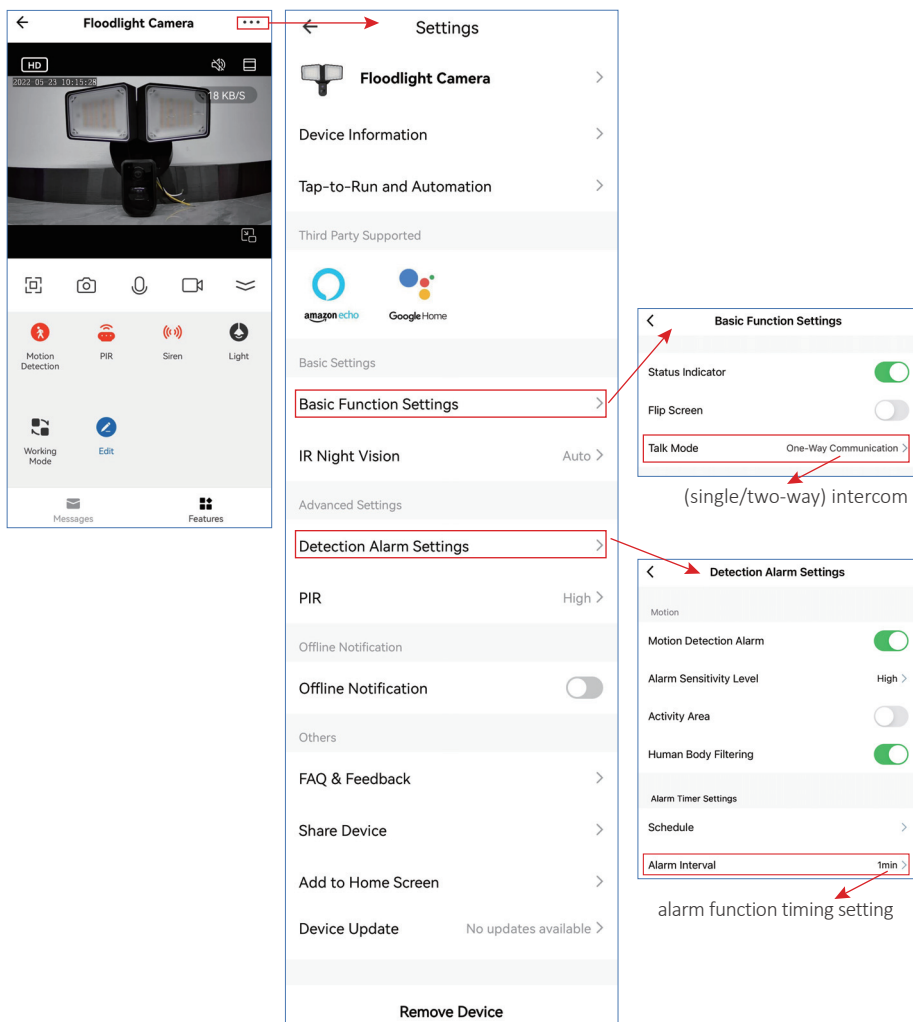 Floodlight Camera
HD
2022-05-23 10:15:28
18 KB/S
Motion
Detection
PIR
Siren
Light
Working
Mode
Edit
Messages
Features
Settings
Floodlight Camera
Device Information
Tap-to-Run and Automation
Third Party Supported
amazon echo
Google Home
Basic Settings
Basic Function Settings
IR Night Vision Auto
Advanced Settings
Detection Alarm Settings
PIR High
Offline Notification
Offline Notification
Others
FAQ & Feedback
Share Device
Add to Home Screen
Device Update No updates available
Remove Device
Basic Function Settings
Status Indicator
Flip Screen
Talk Mode One-Way Communication
(single/two-way) intercom
Detection Alarm Settings
Motion
Motion Detection Alarm
Alarm Sensitivity Level High
Activity Area
Human Body Filtering
Alarm Timer Settings
Schedule
Alarm Interval 1min
alarm function timing setting